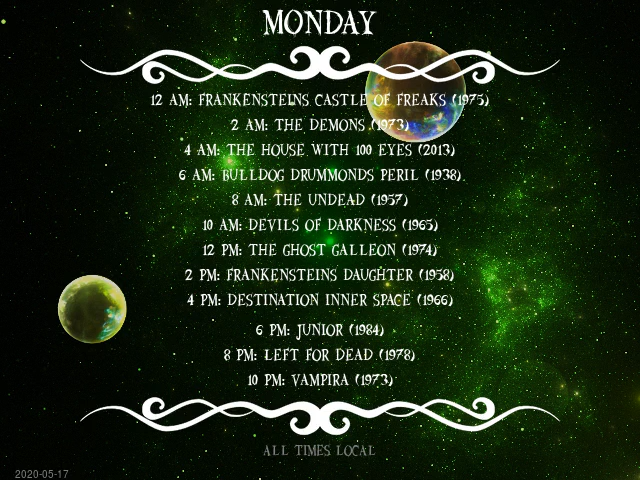 MONDAY
12 AM: FRANKENSTEINS CASTLE OF FREAKS (1975)
2 AM: THE DEMONS (1973)
4 AM: THE HOUSE WITH 100 EYES (2013)
6 AM: BULLDOG DRUMMONDS PERIL (1938)
8 AM: THE UNDEAD (1957)
10 AM: DEVILS OF DARKNESS (1965)
12 PM: THE GHOST GALLEON (1974)
2 PM: FRANKENSTEINS DAUGHTER (1958)
4 PM: DESTINATION INNER SPACE (1966)
6 PM: JUNIOR (1984)
8 PM: LEFT FOR DEAD (1978)
10 PM: VAMPIRA (1973)
ALL TIMES LOCAL
2020-05-17